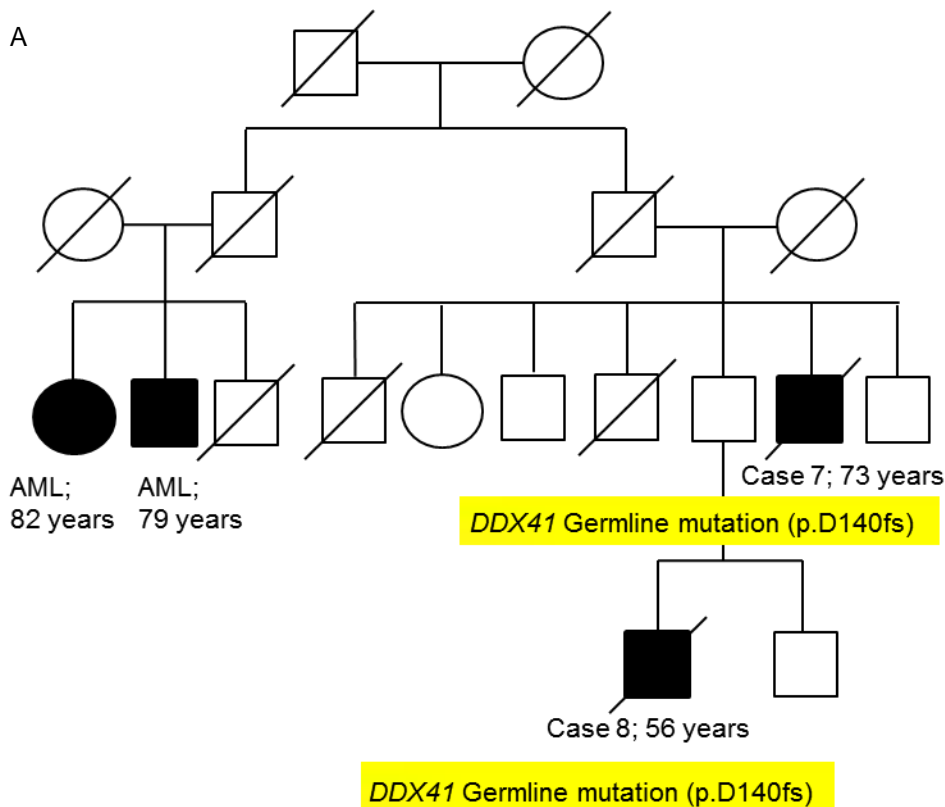 A
AML;
82 years
AML;
79 years
Case 7; 73 years
DDX41 Germline mutation (p.D140fs)
Case 8; 56 years
DDX41 Germline mutation (p.D140fs)